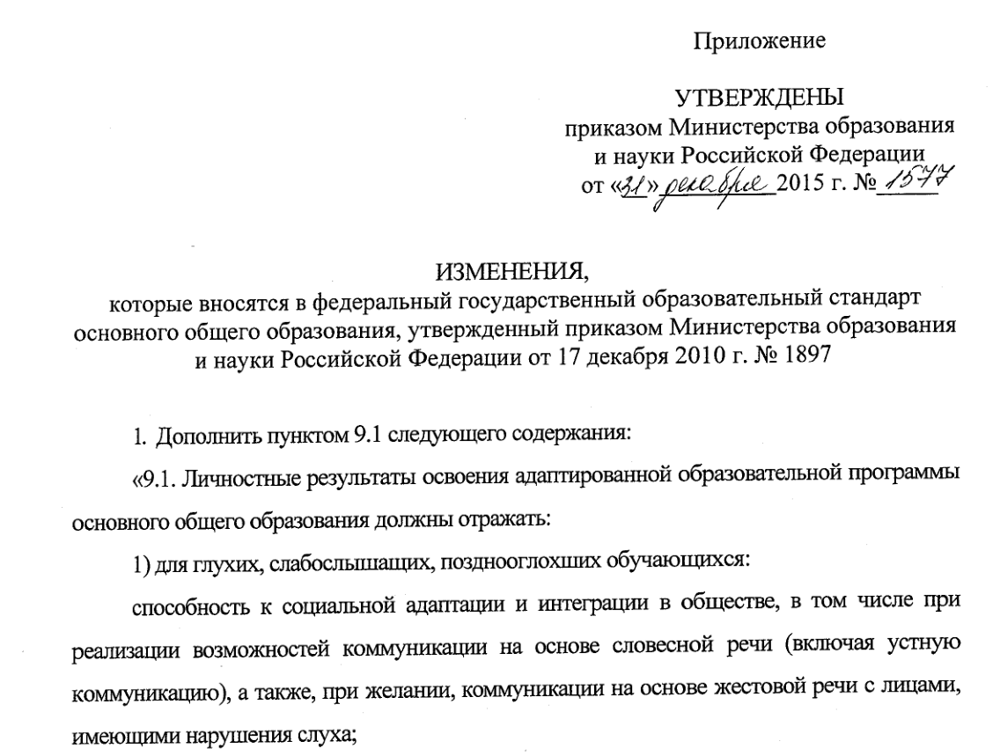 Приложение
УТВЕРЖДЕНЫ
приказом Министерства образования
и науки Российской Федерации
от «31» декабря 2015 г. № 1577
ИЗМЕНЕНИЯ,
которые вносятся в федеральный государственный образовательный стандарт
основного общего образования, утвержденный приказом Министерства образования
и науки Российской Федерации от 17 декабря 2010 г. № 1897
1. Дополнить пунктом 9.1 следующего содержания:
«9.1. Личностные результаты освоения адаптированной образовательной программы
основного общего образования должны отражать:
1) для глухих, слабослышащих, позднооглохших обучающихся:
способность к социальной адаптации и интеграции в обществе, в том числе при
реализации возможностей коммуникации на основе словесной речи (включая устную
коммуникацию), а также, при желании, коммуникации на основе жестовой речи с лицами,
имеющими нарушения слуха;